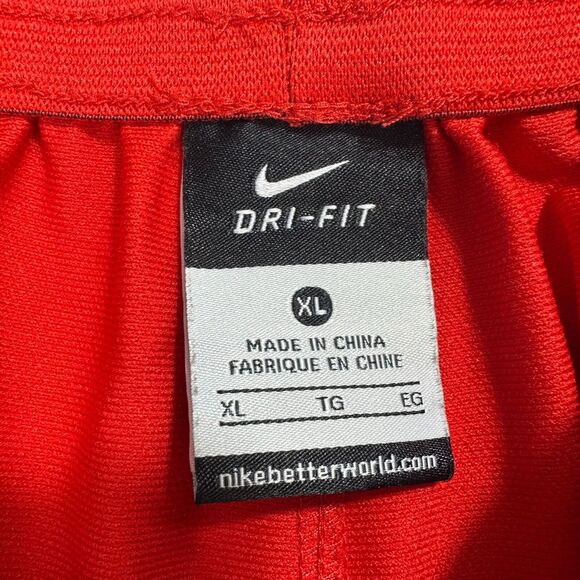 DRI-FIT
XL
MADE IN CHINA
FABRIQUE EN CHINE
XL TG EG
nikebetterworld.com